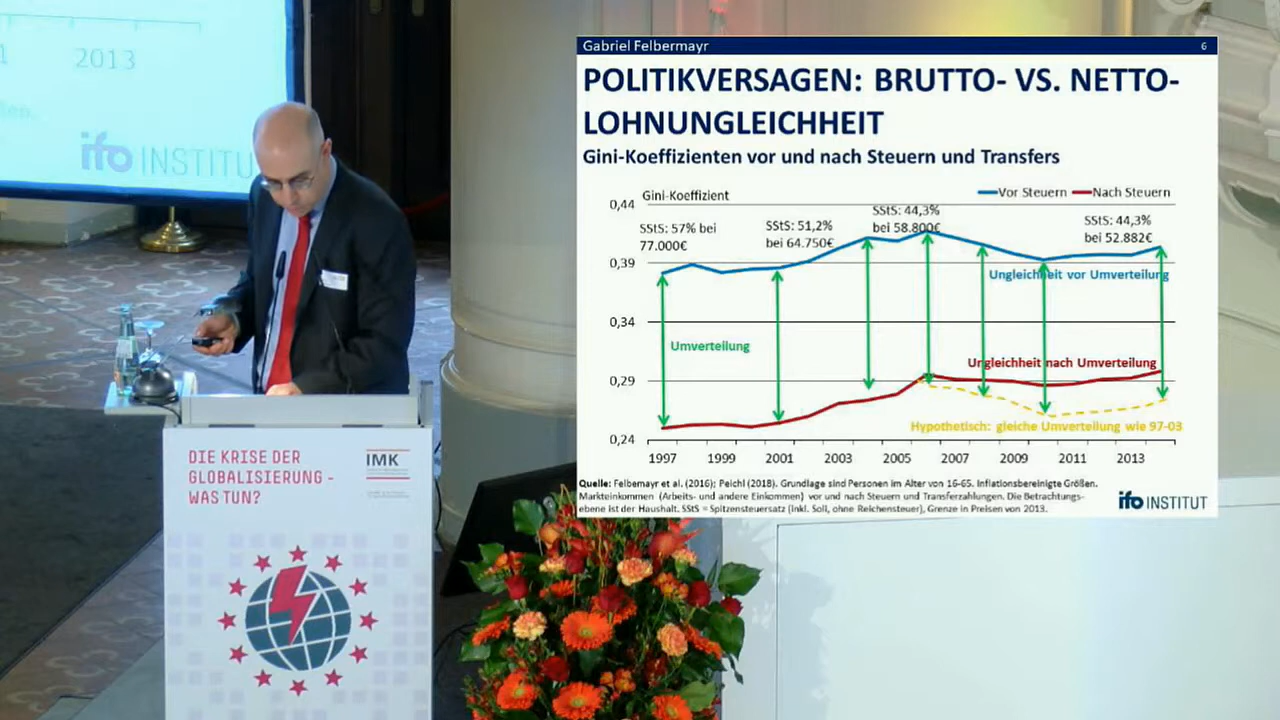 2013
ifo INSTITU
DIE KRISE DER
GLOBALISIERUNG -
WAS TUN?
IMK
Gabriel Felbermayr
6
POLITIKVERSAGEN: BRUTTO- VS. NETTO-
LOHNUNGLEICHHEIT
Gini-Koeffizienten vor und nach Steuern und Transfers
Gini-Koeffizient
Vor Steuern
Nach Steuern
0,44
SStS: 57% bei
77.000€
SStS: 51,2%
bei 64.750€
SStS: 44,3%
bei 58.800€
SStS: 44,3%
bei 52.882€
0,39
Ungleichheit vor Umverteilung
0,34
Umverteilung
Ungleichheit nach Umverteilung
0,29
Hypothetisch: gleiche Umverteilung wie 97-03
0,24
1997 1999 2001 2003 2005 2007 2009 2011 2013
Quelle: Felbemayr et al. (2016); Peichl (2018). Grundlage sind Personen im Alter von 16-65. Inflationsbereinigte Größen.
Markteinkommen (Arbeits- und andere Einkommen) vor und nach Steuern und Transferzahlungen. Die Betrachtungs-
ebene ist der Haushalt. SStS = Spitzensteuersatz (inkl. Soli, ohne Reichensteuer), Grenze in Preisen von 2013.
ifo INSTITUT